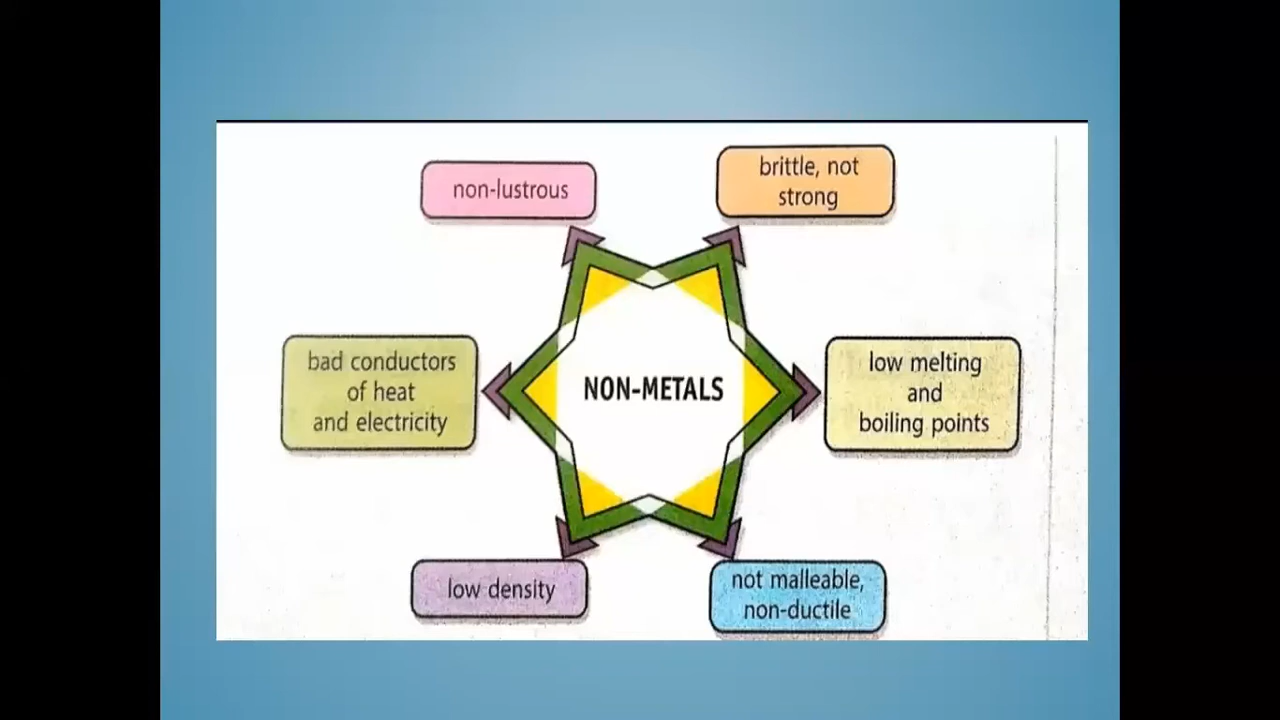 non-lustrous
brittle, not
strong
bad conductors
of heat
and electricity
NON-METALS
low melting
and
boiling points
low density
not malleable,
non-ductile